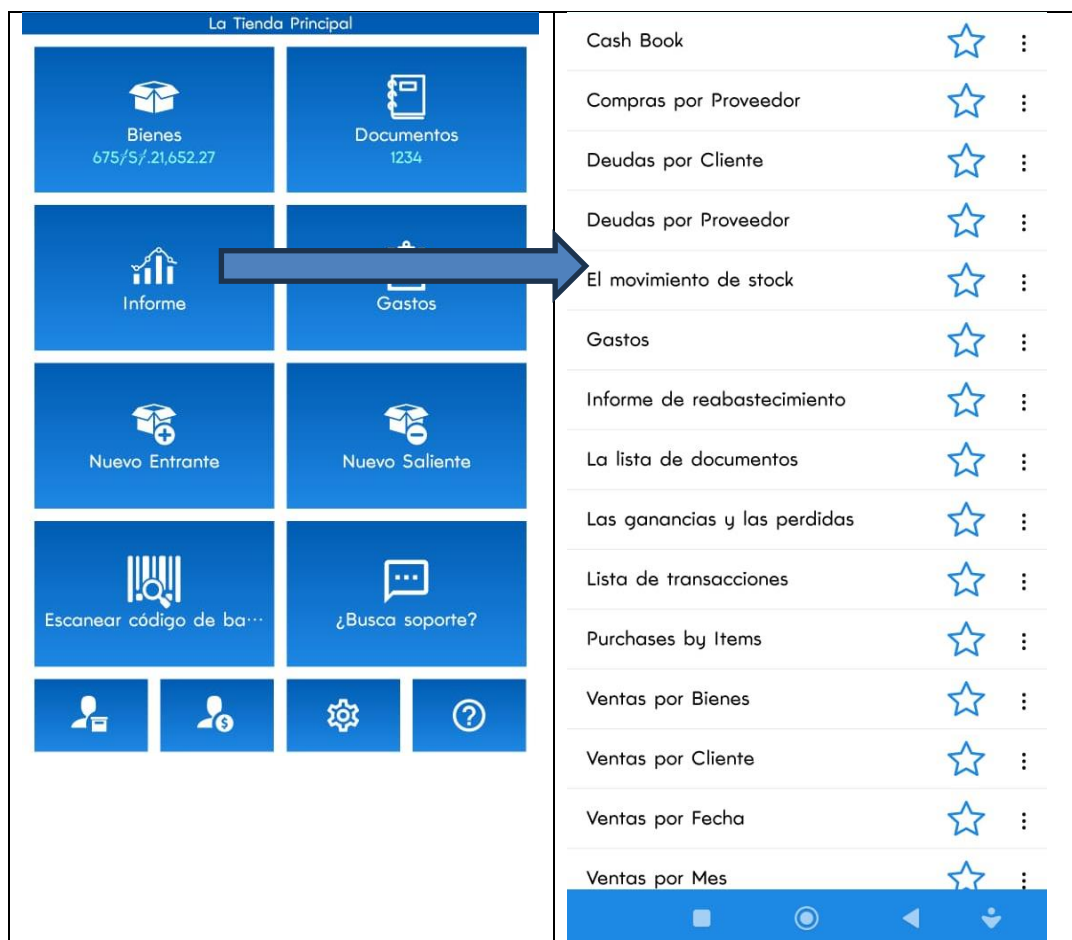 La Tienda Principal
Bienes
675/S/.21,652.27
Documentos
1234
Informe
Gastos
Nuevo Entrante
Nuevo Saliente
Escanear código de ba...
¿Busca soporte?
Cash Book
Compras por Proveedor
Deudas por Cliente
Deudas por Proveedor
El movimiento de stock
Gastos
Informe de reabastecimiento
La lista de documentos
Las ganancias y las perdidas
Lista de transacciones
Purchases by Items
Ventas por Bienes
Ventas por Cliente
Ventas por Fecha
Ventas por Mes